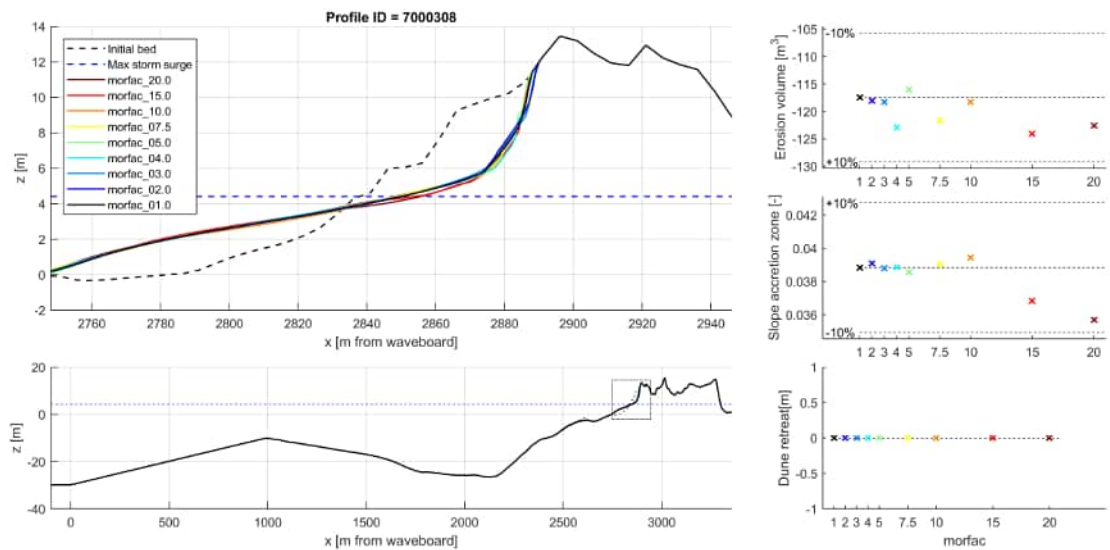 Profile ID = 7000308
14
12
10
8
6
4
2
0
-2
z [m]
Initial bed
Max storm surge
morfac_20.0
morfac_15.0
morfac_10.0
morfac_07.5
morfac_05.0
morfac_04.0
morfac_03.0
morfac_02.0
morfac_01.0
2760 2780 2800 2820 2840 2860 2880 2900 2920 2940
x [m from waveboard]
20
0
-20
-40
z [m]
0 500 1000 1500 2000 2500 3000
x [m from waveboard]
-105
-110
-115
-120
-125
-130
Erosion volume [m³]
-10%
+10%
1 2 3 4 5 7.5 10 15 20
0.042
0.04
0.038
0.036
Slope accretion zone [-]
+10%
-10%
1 2 3 4 5 7.5 10 15 20
1
0.5
0
-0.5
-1
Dune retreat[m]
1 2 3 4 5 7.5 10 15 20
morfac